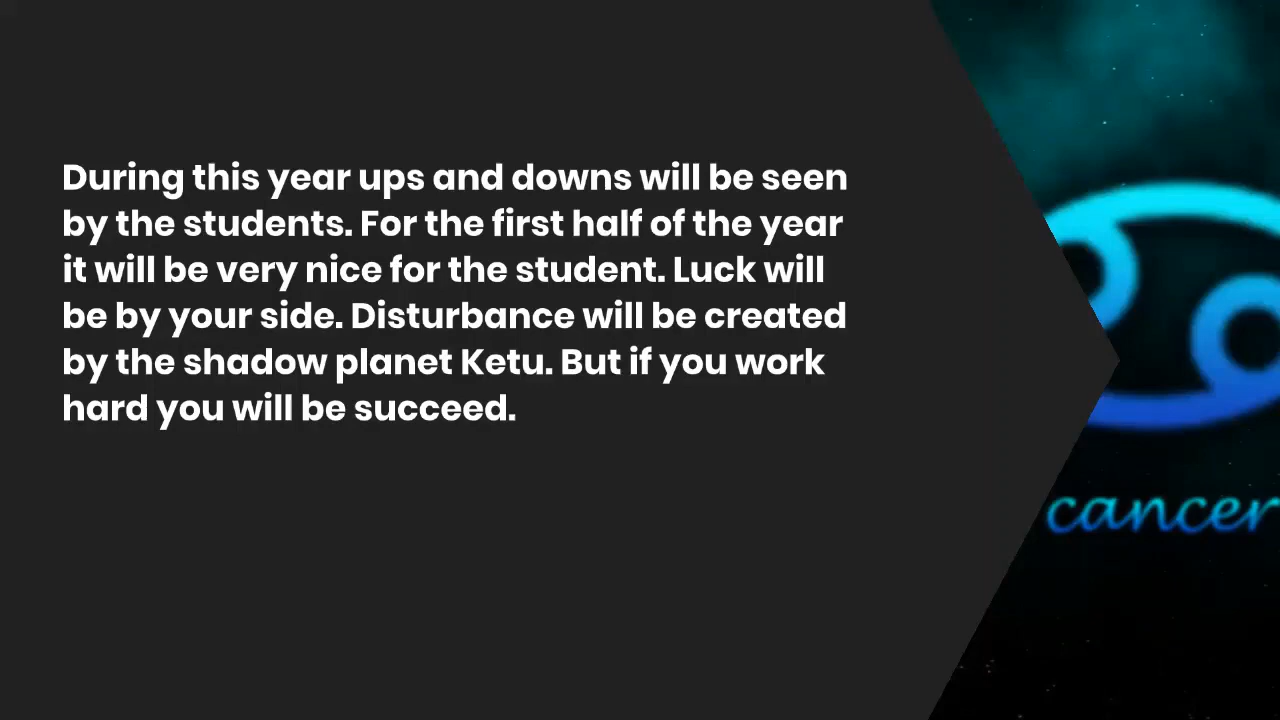 During this year ups and downs will be seen
by the students. For the first half of the year
it will be very nice for the student. Luck will
be by your side. Disturbance will be created
by the shadow planet Ketu. But if you work
hard you will be succeed.
cancer